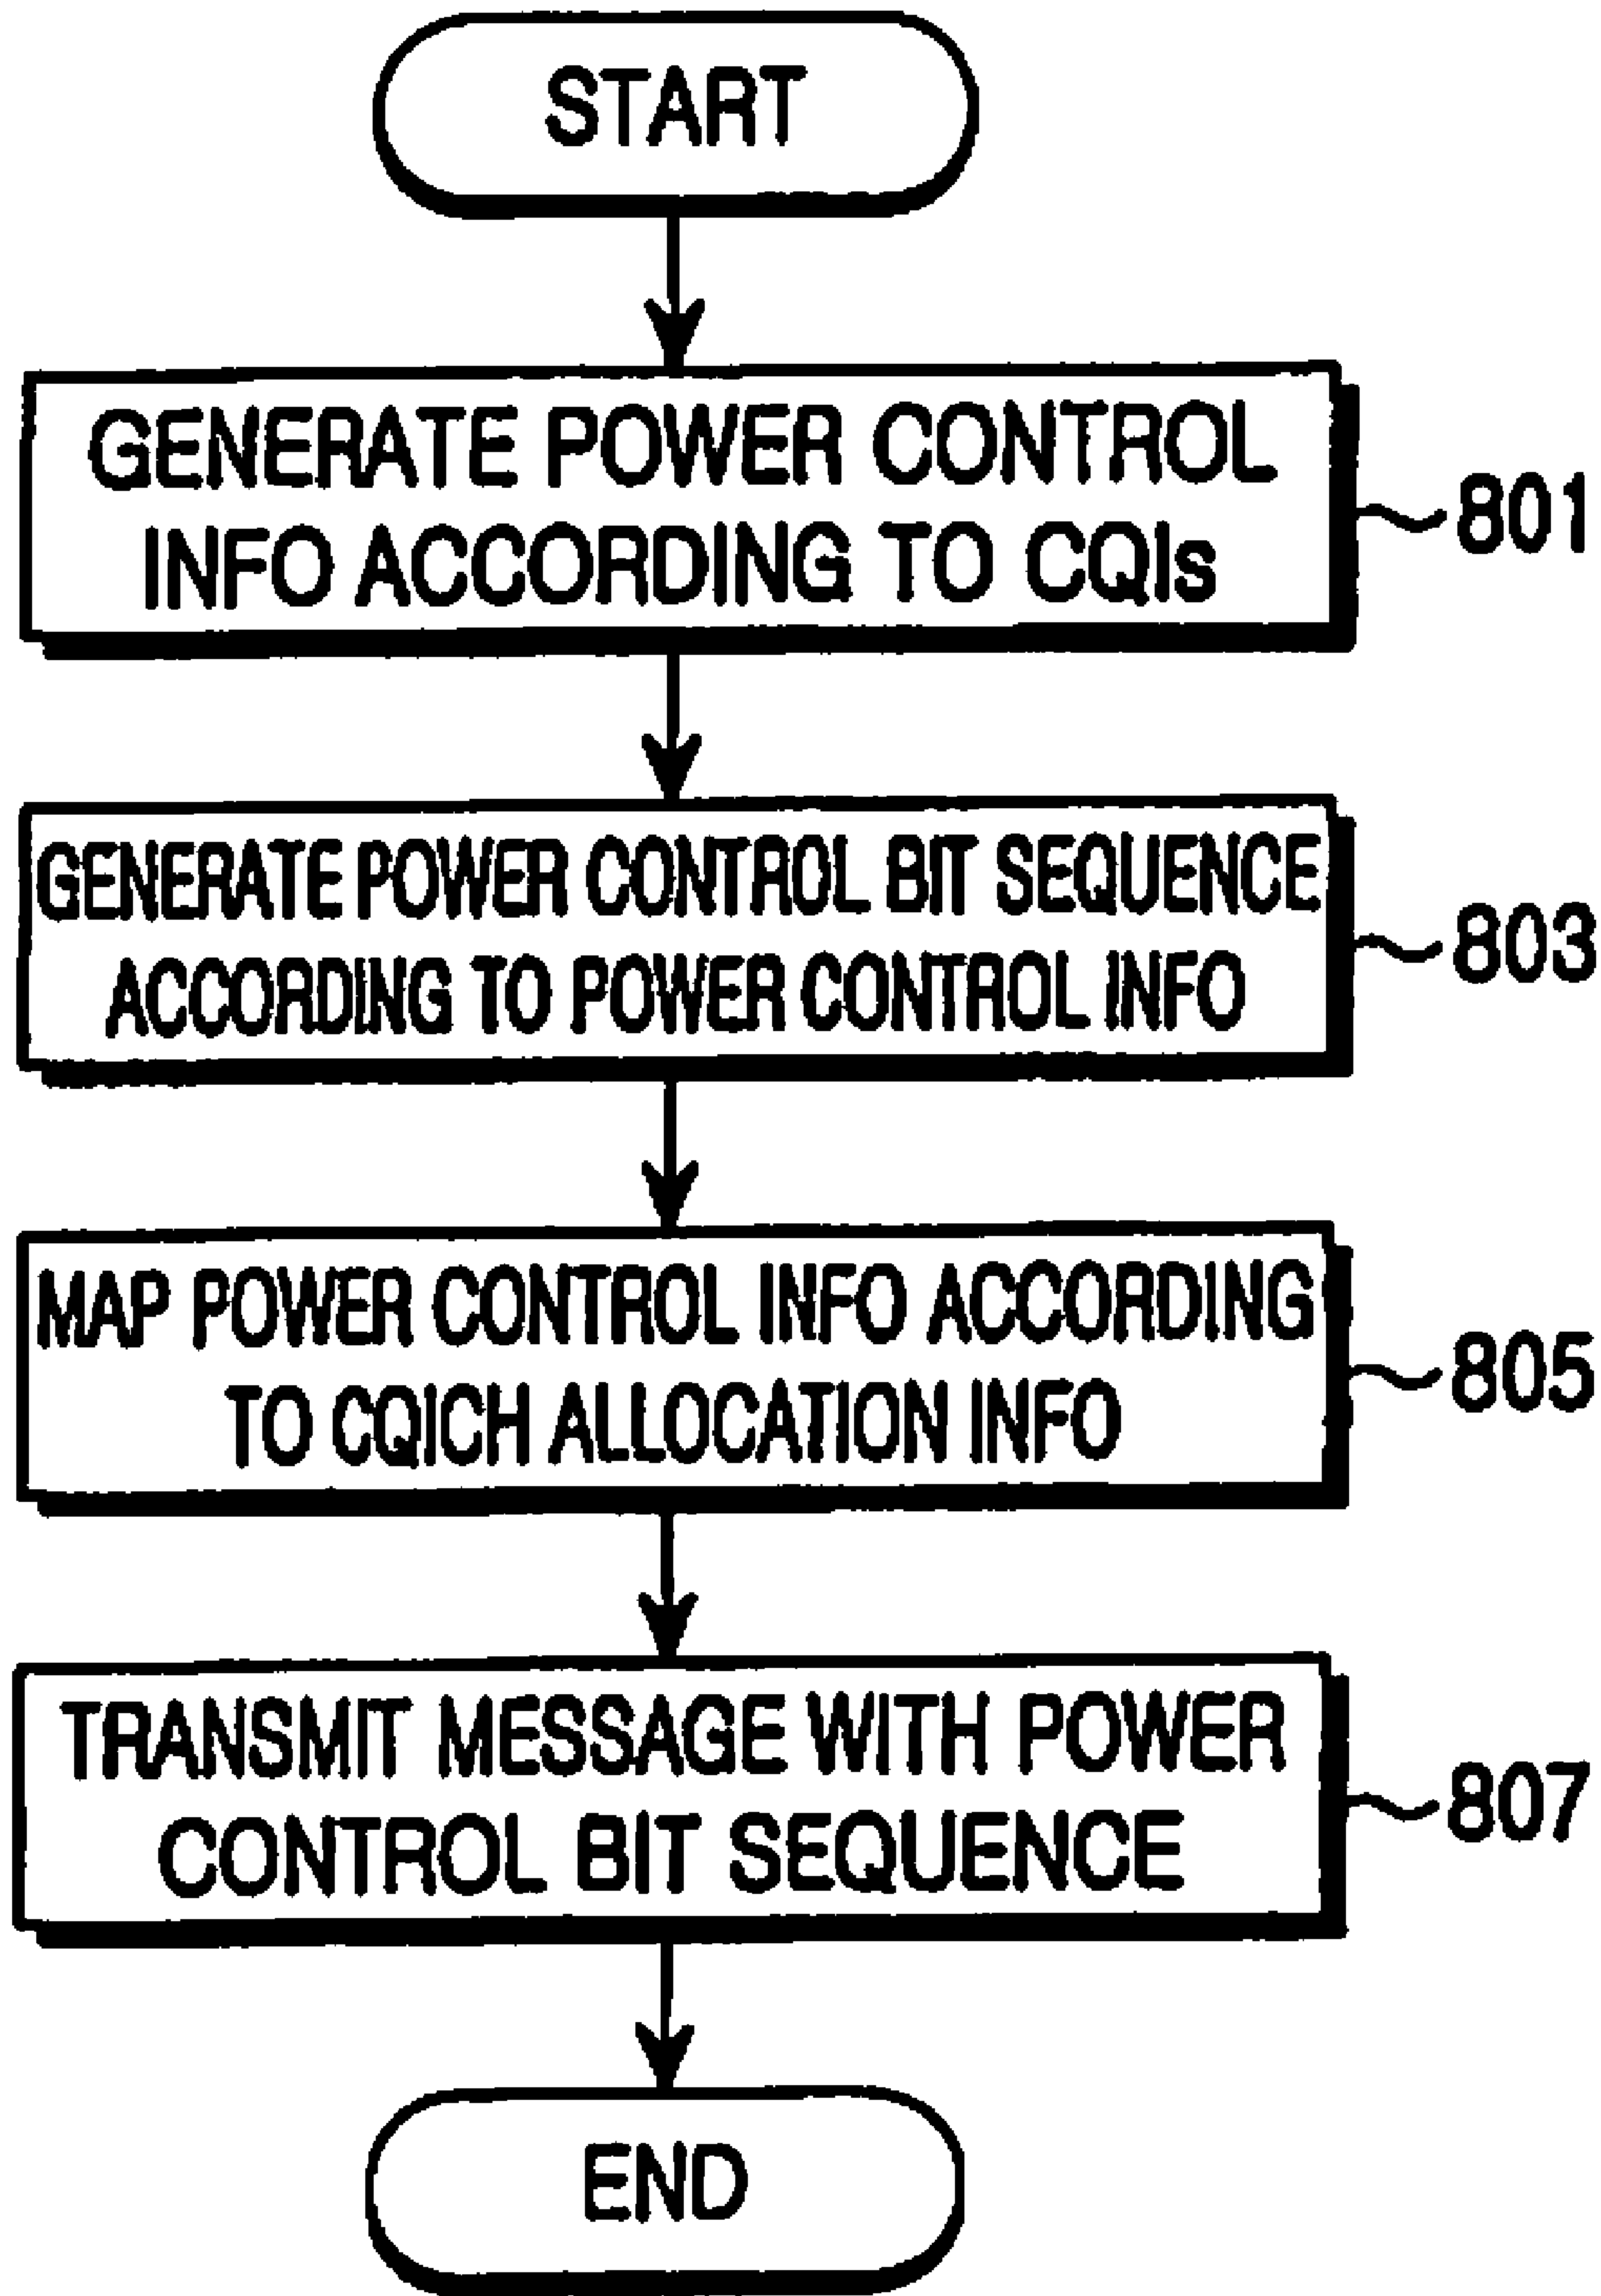 START
GENERATE POWER CONTROL
INFO ACCORDING TO CQIs
801
GENERATE POWER CONTROL BIT SEQUENCE
ACCORDING TO POWER CONTROL INFO
803
MAP POWER CONTROL INFO ACCORDING
TO CQICH ALLOCATION INFO
805
TRANSMIT MESSAGE WITH POWER
CONTROL BIT SEQUENCE
807
END